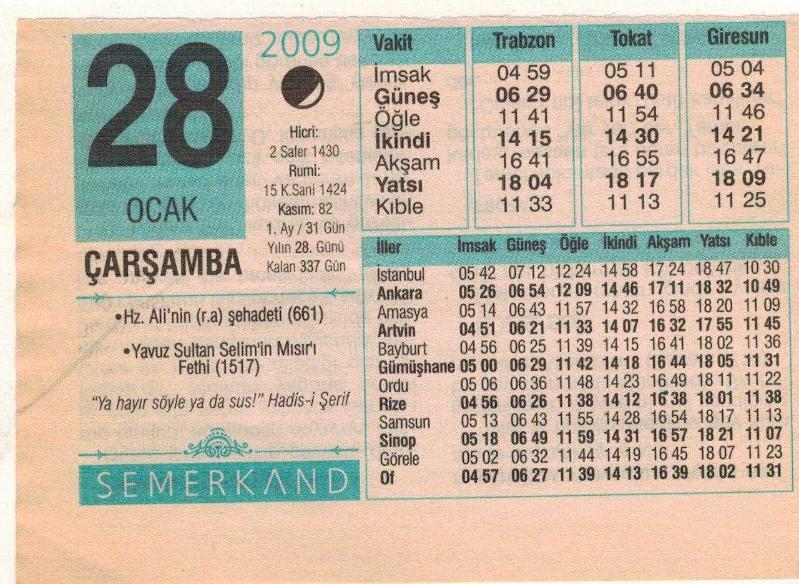 28
OCAK
ÇARŞAMBA
2009
Hicri:
2 Safer 1430
Rumi:
15 K.Sani 1424
Kasım: 82
1. Ay / 31 Gün
Yılın 28. Günü
Kalan 337 Gün
•Hz. Ali'nin (r.a) şehadeti (661)
•Yavuz Sultan Selim'in Mısır'ı
Fethi (1517)
"Ya hayır söyle ya da sus!" Hadis-i Şerif
SEMERKAND
Vakit Trabzon Tokat Giresun
İmsak 04 59 05 11 05 04
Güneş 06 29 06 40 06 34
Öğle 11 41 11 54 11 46
İkindi 14 15 14 30 14 21
Akşam 16 41 16 55 16 47
Yatsı 18 04 18 17 18 09
Kıble 11 33 11 13 11 25
İller İmsak Güneş Öğle İkindi Akşam Yatsı Kıble
İstanbul 05 42 07 12 12 24 14 58 17 24 18 47 10 30
Ankara 05 26 06 54 12 09 14 46 17 11 18 32 10 49
Amasya 05 14 06 43 11 57 14 32 16 58 18 20 11 09
Artvin 04 51 06 21 11 33 14 07 16 32 17 55 11 45
Bayburt 04 56 06 25 11 39 14 15 16 41 18 02 11 36
Gümüşhane 05 00 06 29 11 42 14 18 16 44 18 05 11 31
Ordu 05 06 06 36 11 48 14 23 16 49 18 11 11 22
Rize 04 56 06 26 11 38 14 12 16 38 18 01 11 38
Samsun 05 13 06 43 11 55 14 28 16 54 18 17 11 13
Sinop 05 18 06 49 11 59 14 31 16 57 18 21 11 07
Görele 05 02 06 32 11 44 14 19 16 45 18 07 11 23
Of 04 57 06 27 11 39 14 13 16 39 18 02 11 31